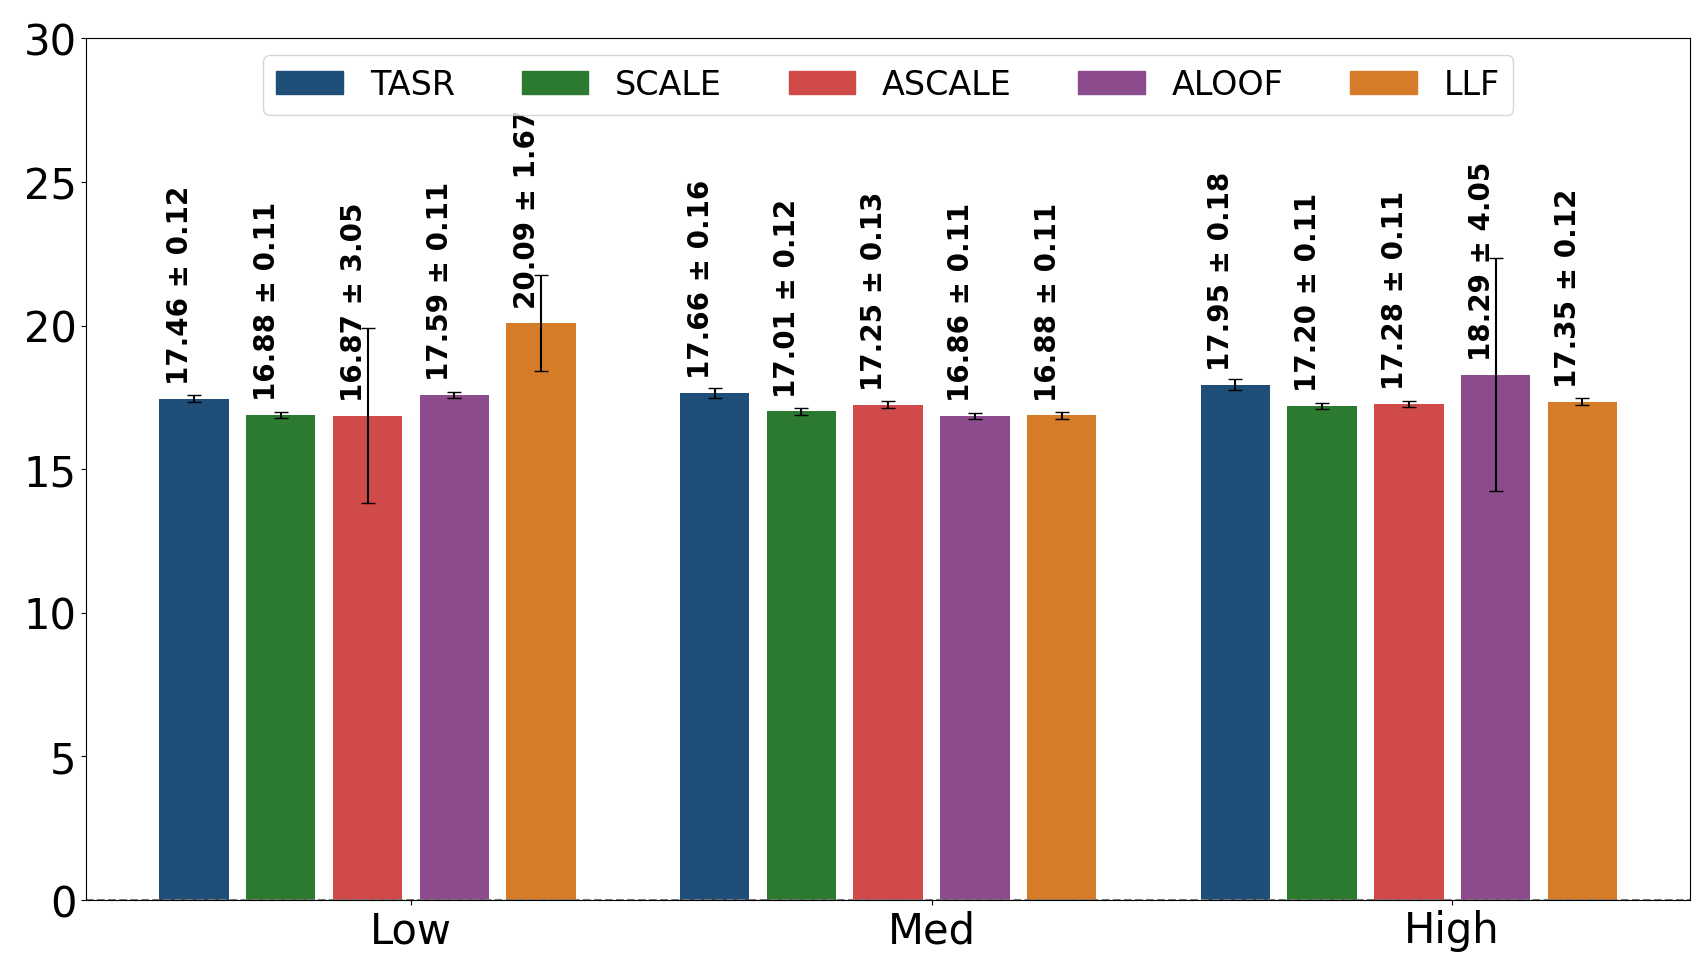 30
25
20
15
10
5
0
TASR SCALE ASCALE ALOOF LLF
17.46 ± 0.12
16.88 ± 0.11
16.87 ± 3.05
17.59 ± 0.11
20.09 ± 1.67
17.66 ± 0.16
17.01 ± 0.12
17.25 ± 0.13
16.86 ± 0.11
16.88 ± 0.11
17.95 ± 0.18
17.20 ± 0.11
17.28 ± 0.11
18.29 ± 4.05
17.35 ± 0.12
Low Med High